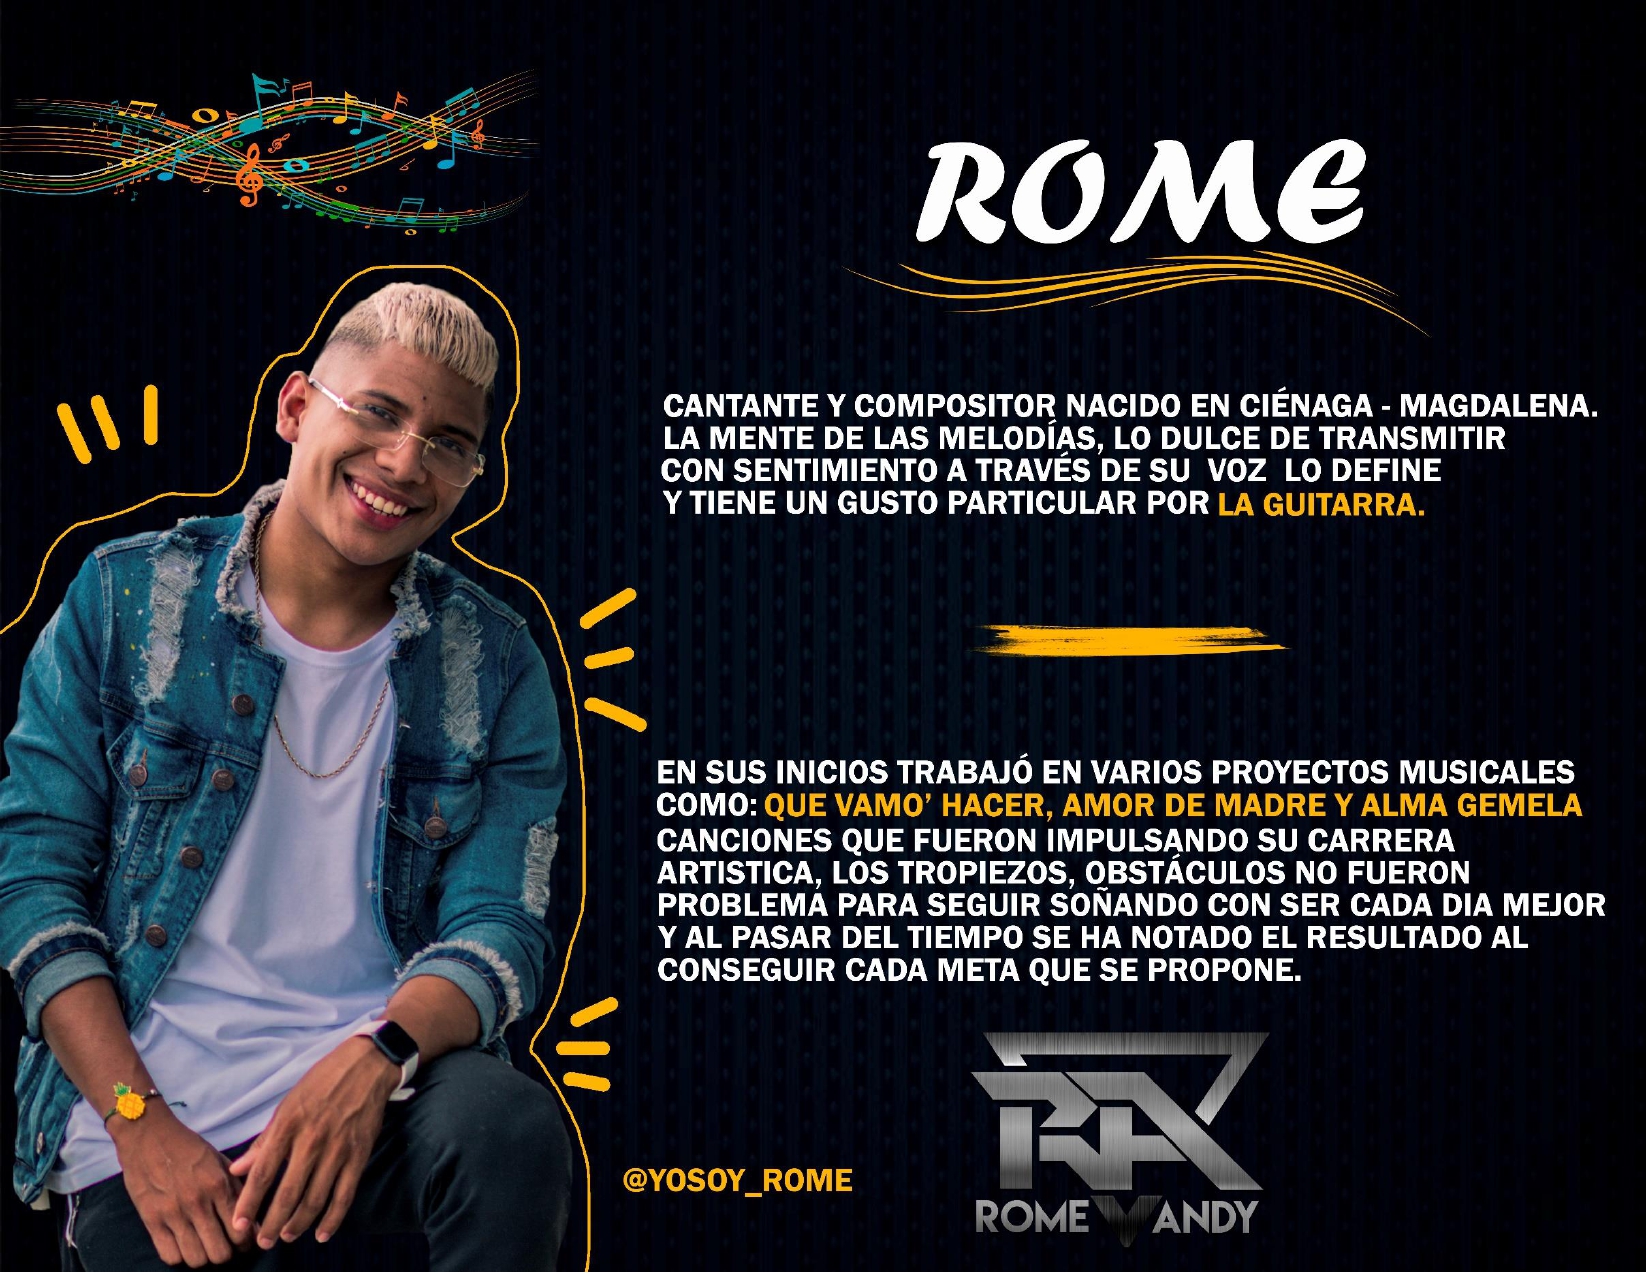 ROME
CANTANTE Y COMPOSITOR NACIDO EN CIÉNAGA - MAGDALENA.
LA MENTE DE LAS MELODÍAS, LO DULCE DE TRANSMITIR
CON SENTIMIENTO A TRAVÉS DE SU VOZ LO DEFINE
Y TIENE UN GUSTO PARTICULAR POR LA GUITARRA.
EN SUS INICIOS TRABAJÓ EN VARIOS PROYECTOS MUSICALES
COMO: QUE VAMO' HACER, AMOR DE MADRE Y ALMA GEMELA
CANCIONES QUE FUERON IMPULSANDO SU CARRERA
ARTISTICA, LOS TROPIEZOS, OBSTÁCULOS NO FUERON
PROBLEMA PARA SEGUIR SOÑANDO CON SER CADA DIA MEJOR
Y AL PASAR DEL TIEMPO SE HA NOTADO EL RESULTADO AL
CONSEGUIR CADA META QUE SE PROPONE.
@YOSOY_ROME
RA
ROME ANDY